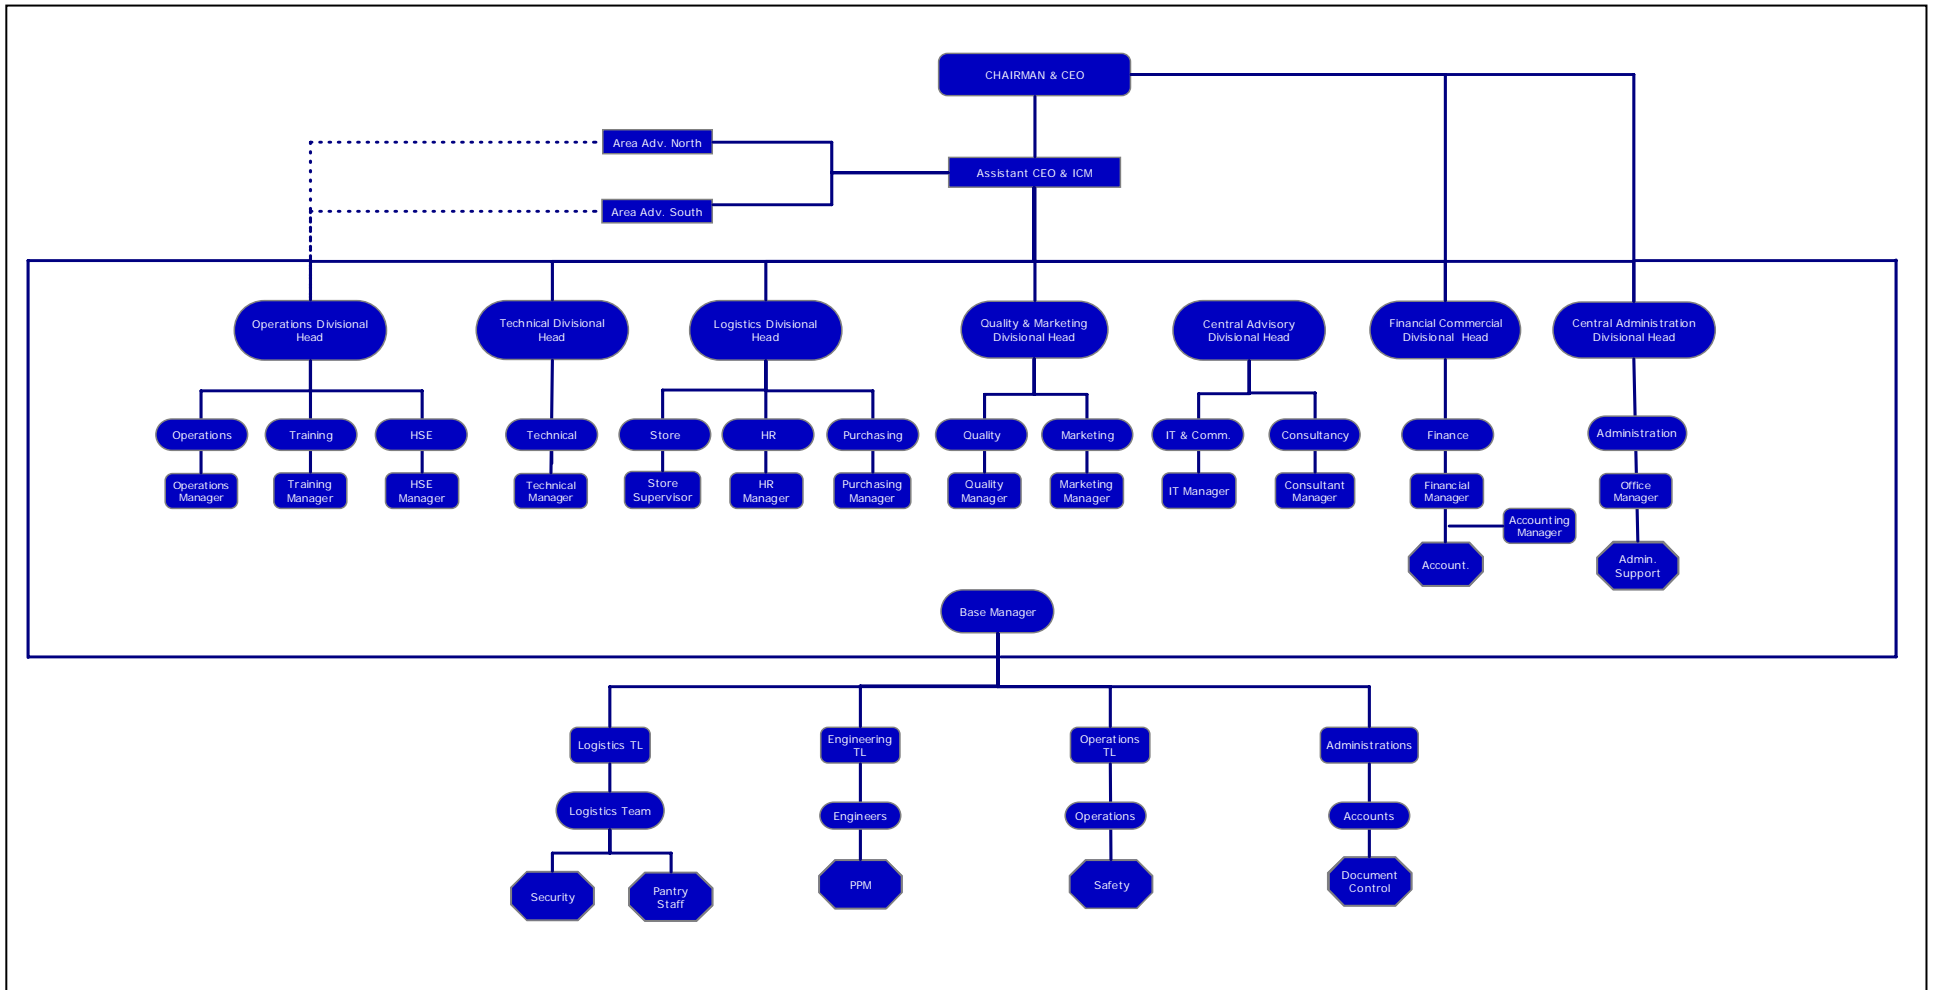 CHAIRMAN & CEO
Area Adv. North
Assistant CEO & ICM
Area Adv. South
Operations Divisional
Head
Technical Divisional
Head
Logistics Divisional
Head
Quality & Marketing
Divisional Head
Central Advisory
Divisional Head
Financial Commercial
Divisional Head
Central Administration
Divisional Head
Operations
Training
HSE
Technical
Store
HR
Purchasing
Quality
Marketing
IT & Comm.
Consultancy
Finance
Administration
Operations
Manager
Training
Manager
HSE
Manager
Technical
Manager
Store
Supervisor
HR
Manager
Purchasing
Manager
Quality
Manager
Marketing
Manager
IT Manager
Consultant
Manager
Financial
Manager
Office
Manager
Accounting
Manager
Account.
Admin.
Support
Base Manager
Logistics TL
Engineering
TL
Operations
TL
Administrations
Logistics Team
Engineers
Operations
Accounts
Security
Pantry
Staff
PPM
Safety
Document
Control